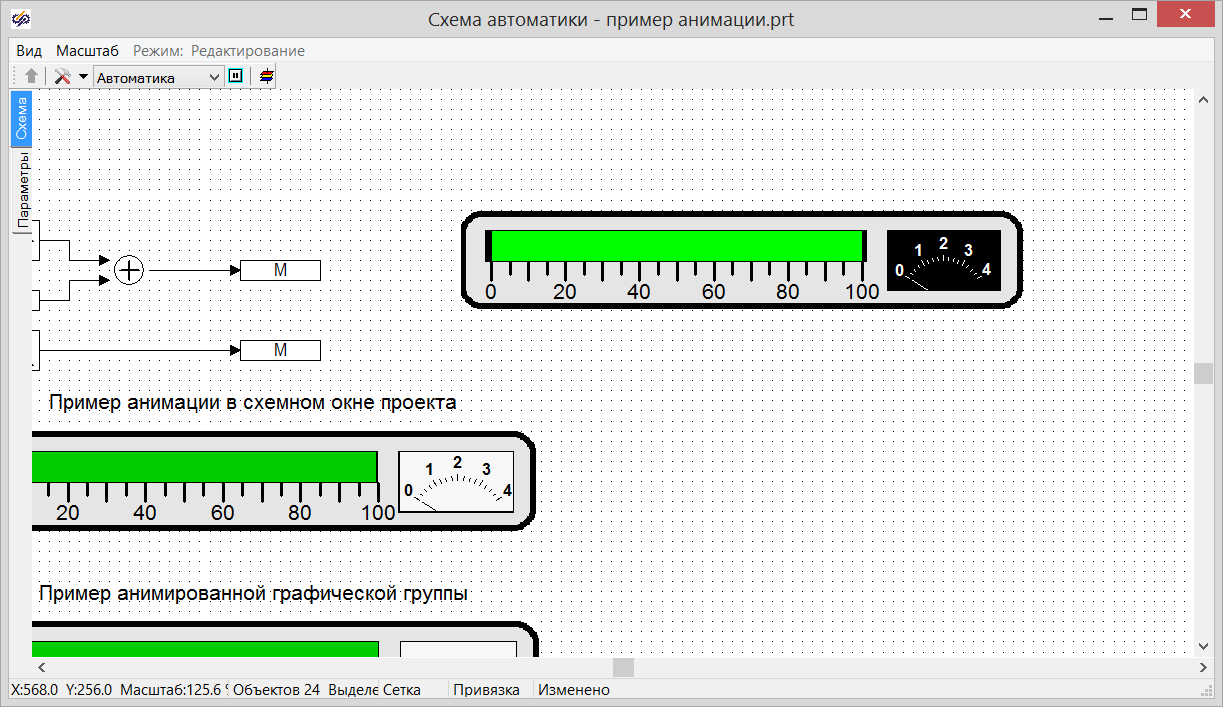 Схема автоматики - пример анимации.prt
Вид Масштаб Режим: Редактирование
Автоматика
Схема
Параметры
M
M
0 20 40 60 80 100
0 1 2 3 4
Пример анимации в схемном окне проекта
20 40 60 80 100
0 1 2 3 4
Пример анимированной графической группы
X:568.0 Y:256.0 Масштаб:125.6 % Объектов 24 Выделе Сетка Привязка Изменено